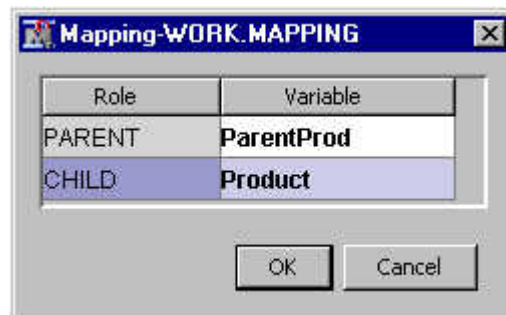 Mapping-WORK.MAPPING
Role Variable
PARENT ParentProd
CHILD Product
OK Cancel